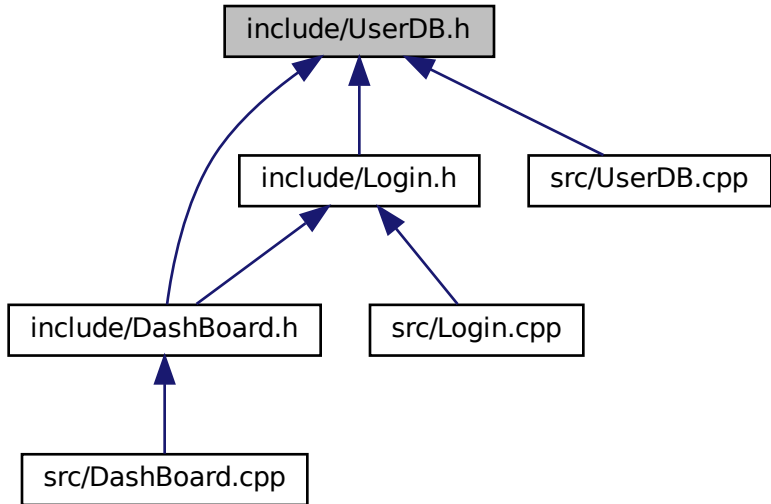 include/UserDB.h
include/Login.h
src/UserDB.cpp
include/DashBoard.h
src/Login.cpp
src/DashBoard.cpp